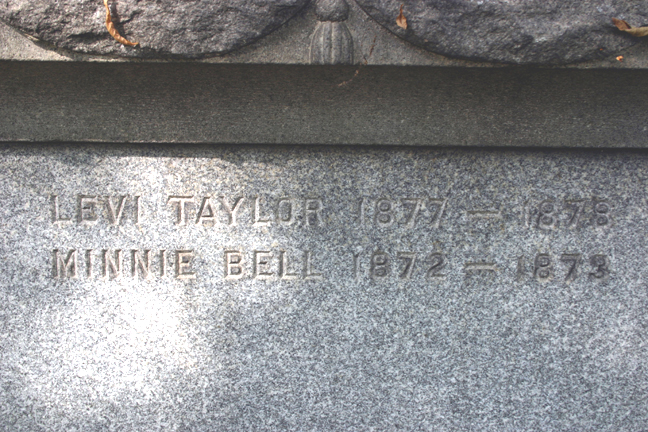 LEVI TAYLOR 1877 — 1878
MINNIE BELL 1872 — 1873